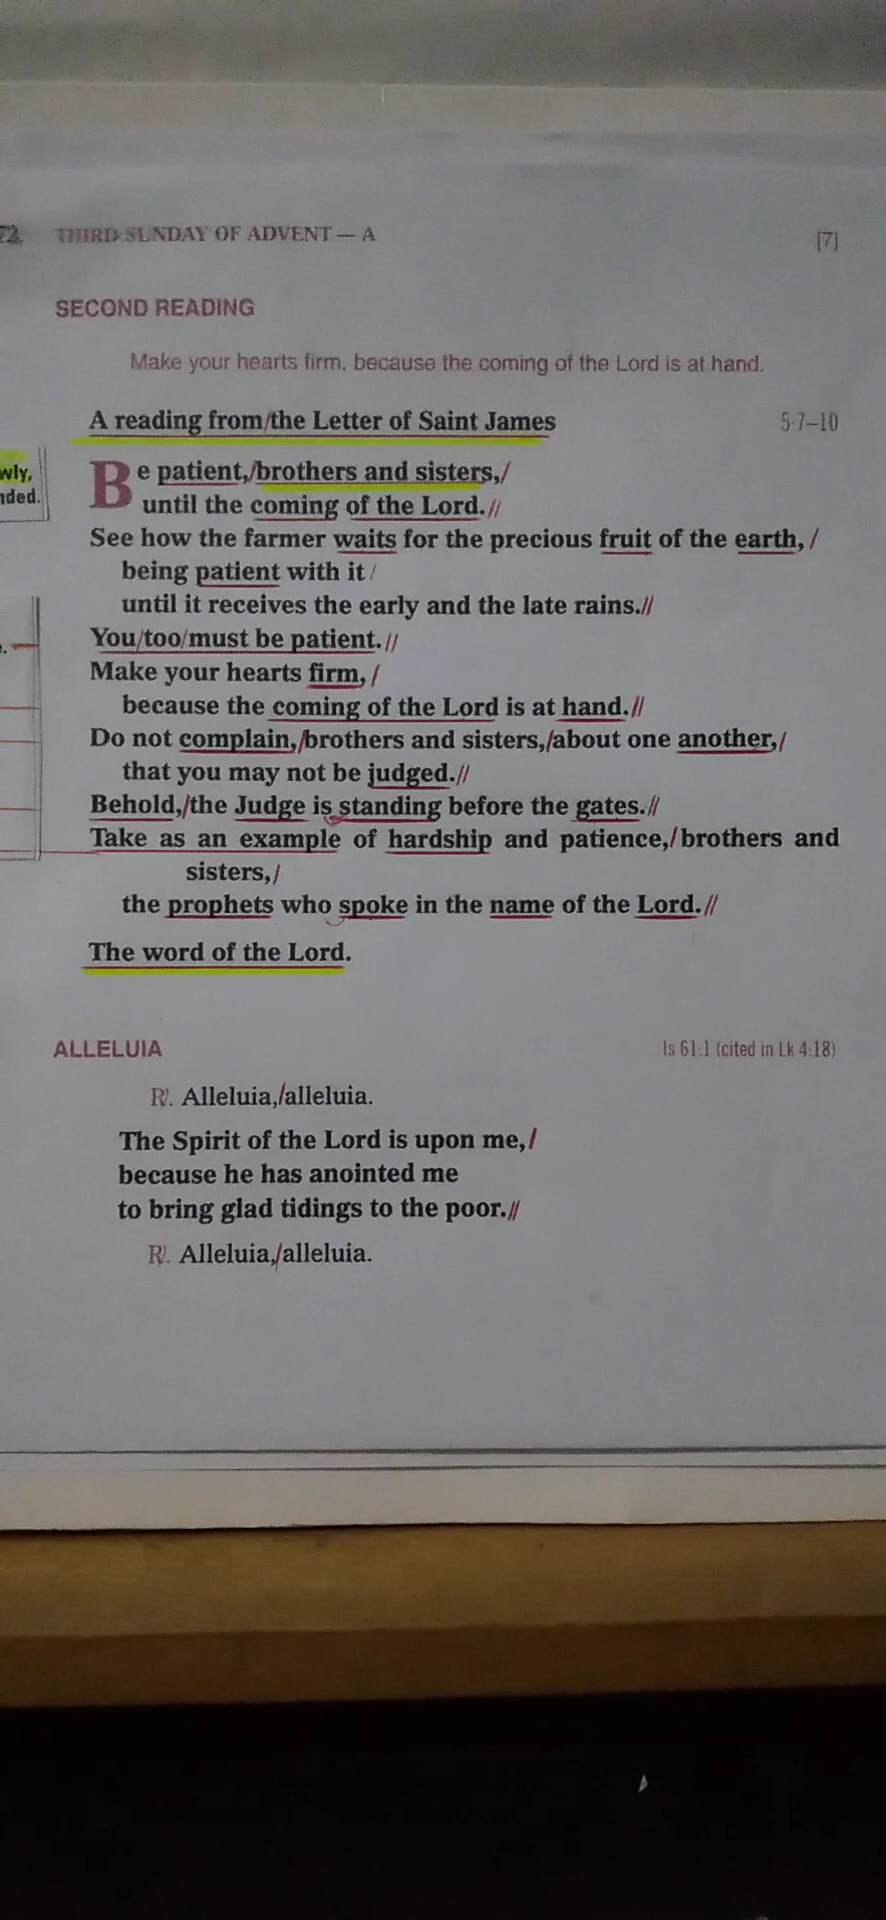 72. THIRD SUNDAY OF ADVENT — A [7]
SECOND READING
Make your hearts firm, because the coming of the Lord is at hand.
A reading from/the Letter of Saint James 5:7–10
wly,
nded.
Be patient,/brothers and sisters,/
until the coming of the Lord.//
See how the farmer waits for the precious fruit of the earth,/
being patient with it/
until it receives the early and the late rains.//
You/too/must be patient.//
Make your hearts firm,/
because the coming of the Lord is at hand.//
Do not complain,/brothers and sisters,/about one another,/
that you may not be judged.//
Behold,/the Judge is standing before the gates.//
Take as an example of hardship and patience,/brothers and
sisters,/
the prophets who spoke in the name of the Lord.//
The word of the Lord.
ALLELUIA Is 61:1 (cited in Lk 4:18)
R/. Alleluia,/alleluia.
The Spirit of the Lord is upon me,/
because he has anointed me
to bring glad tidings to the poor.//
R/. Alleluia,/alleluia.